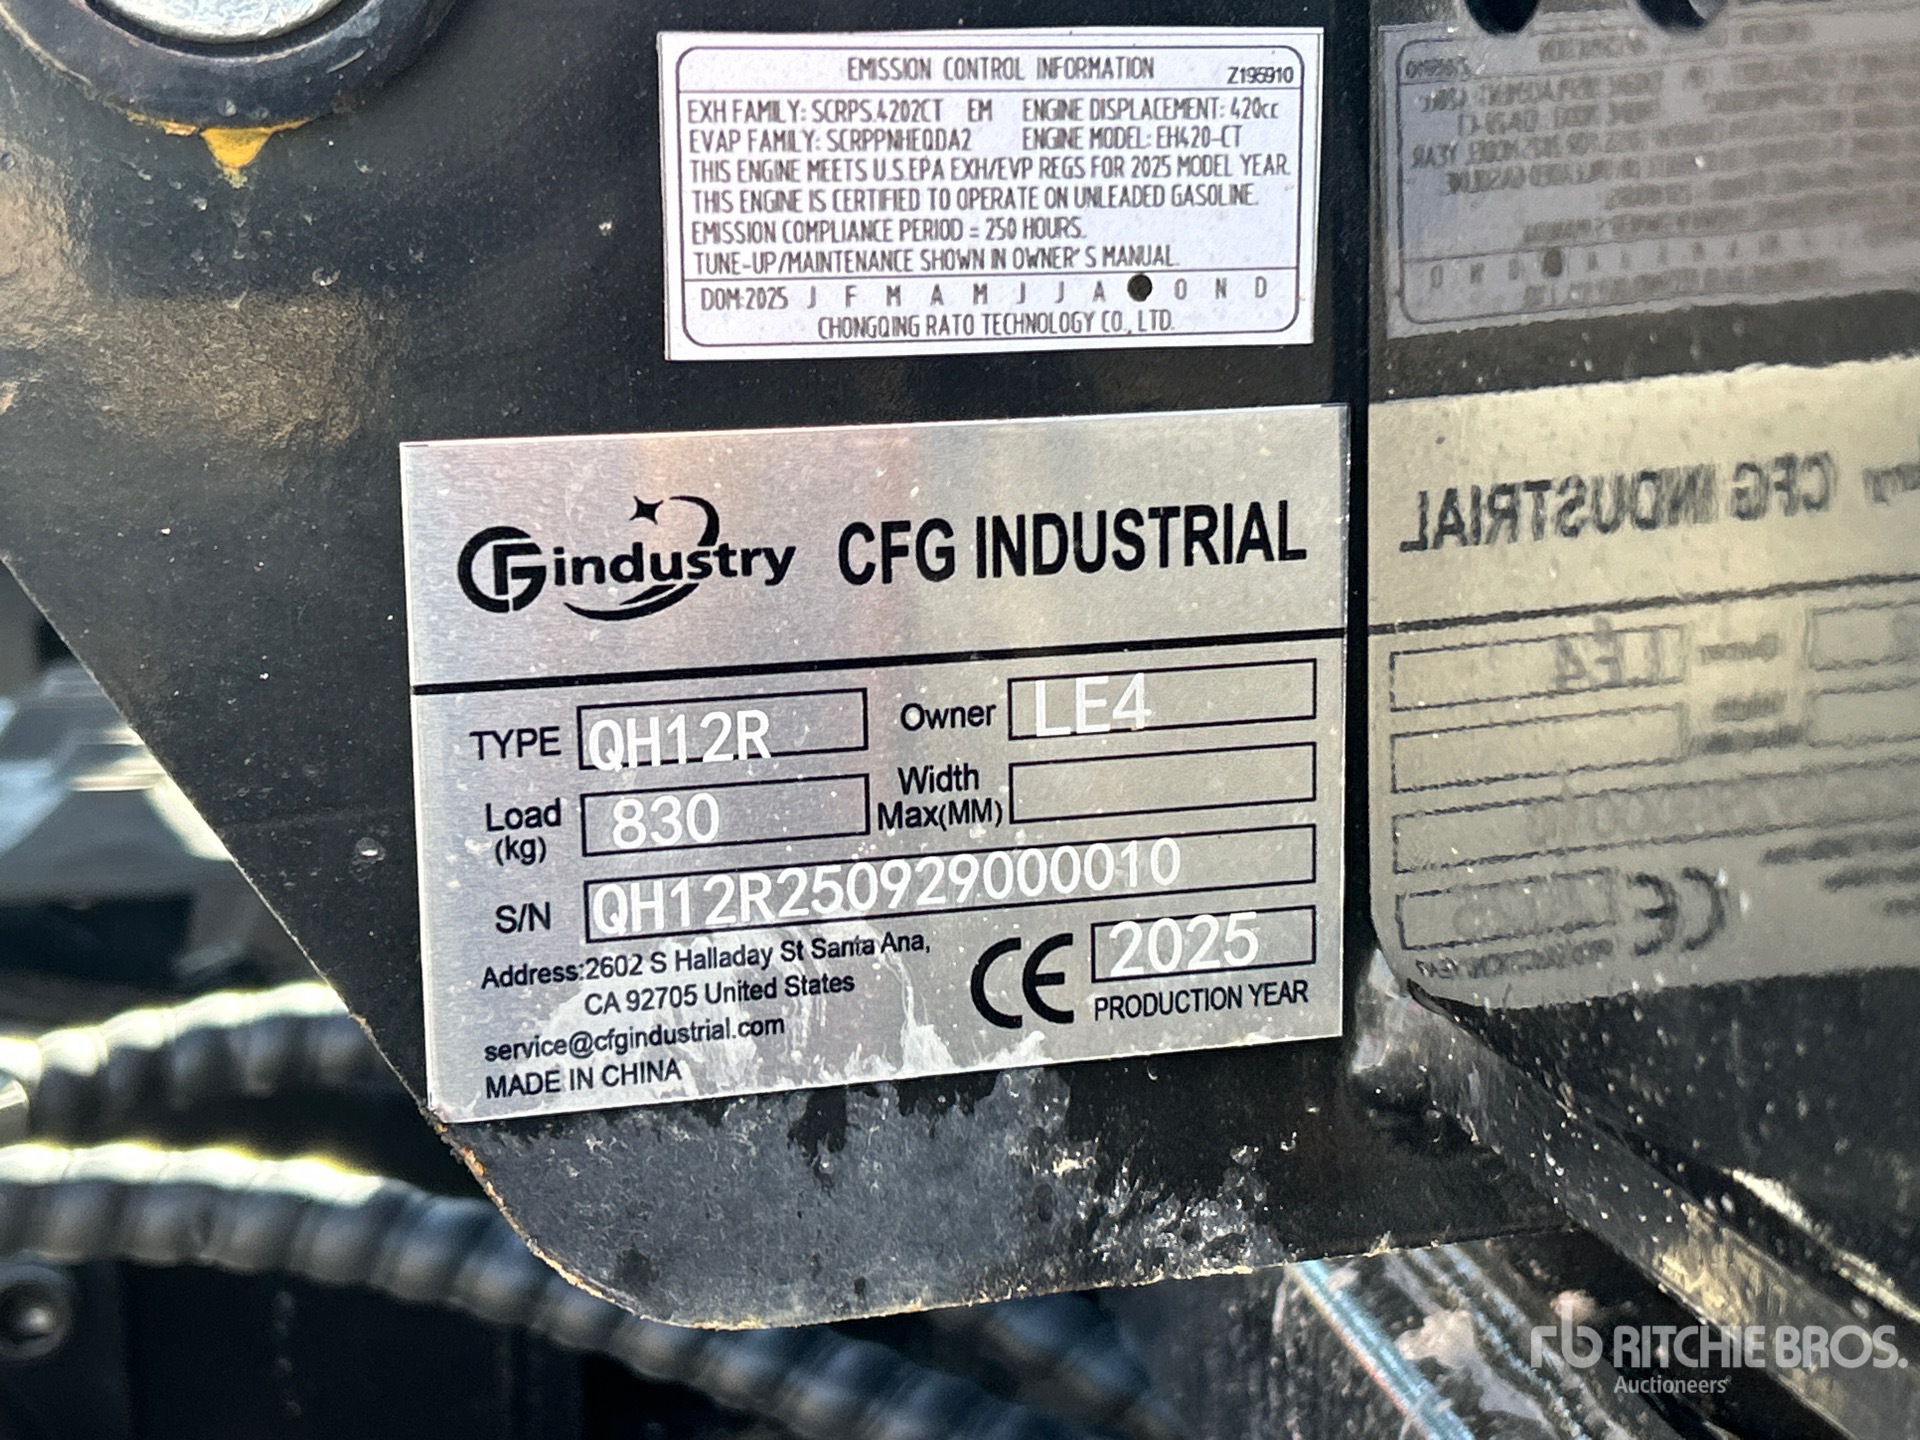 EMISSION CONTROL INFORMATION Z195910
EXH FAMILY: SCRPS.4202CT EM ENGINE DISPLACEMENT: 420cc
EVAP FAMILY: SCRPPNHEQDA2 ENGINE MODEL: EH420-CT
THIS ENGINE MEETS U.S.EPA EXH/EVP REGS FOR 2025 MODEL YEAR.
THIS ENGINE IS CERTIFIED TO OPERATE ON UNLEADED GASOLINE.
EMISSION COMPLIANCE PERIOD = 250 HOURS.
TUNE-UP/MAINTENANCE SHOWN IN OWNER'S MANUAL.
DOM:2025 J F M A M J J A ● O N D
CHONGQING RATO TECHNOLOGY CO., LTD.
CFG industry CFG INDUSTRIAL
TYPE QH12R Owner LE4
Load (kg) 830 Width Max(MM)
S/N QH12R250929000010
Address:2602 S Halladay St Santa Ana,
CA 92705 United States
service@cfgindustrial.com
MADE IN CHINA
CE 2025
PRODUCTION YEAR
CFG INDUSTRIAL
LE4
rb RITCHIE BROS.
Auctioneers